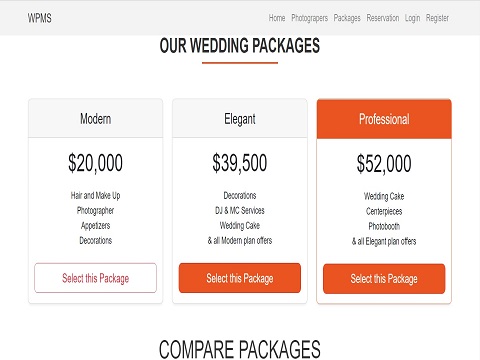 WPMS Home Photograpers Packages Reservation Login Register
OUR WEDDING PACKAGES
Modern
$20,000
Hair and Make Up
Photographer
Appetizers
Decorations
Select this Package
Elegant
$39,500
Decorations
DJ & MC Services
Wedding Cake
& all Modern plan offers
Select this Package
Professional
$52,000
Wedding Cake
Centerpieces
Photobooth
& all Elegant plan offers
Select this Package
COMPARE PACKAGES